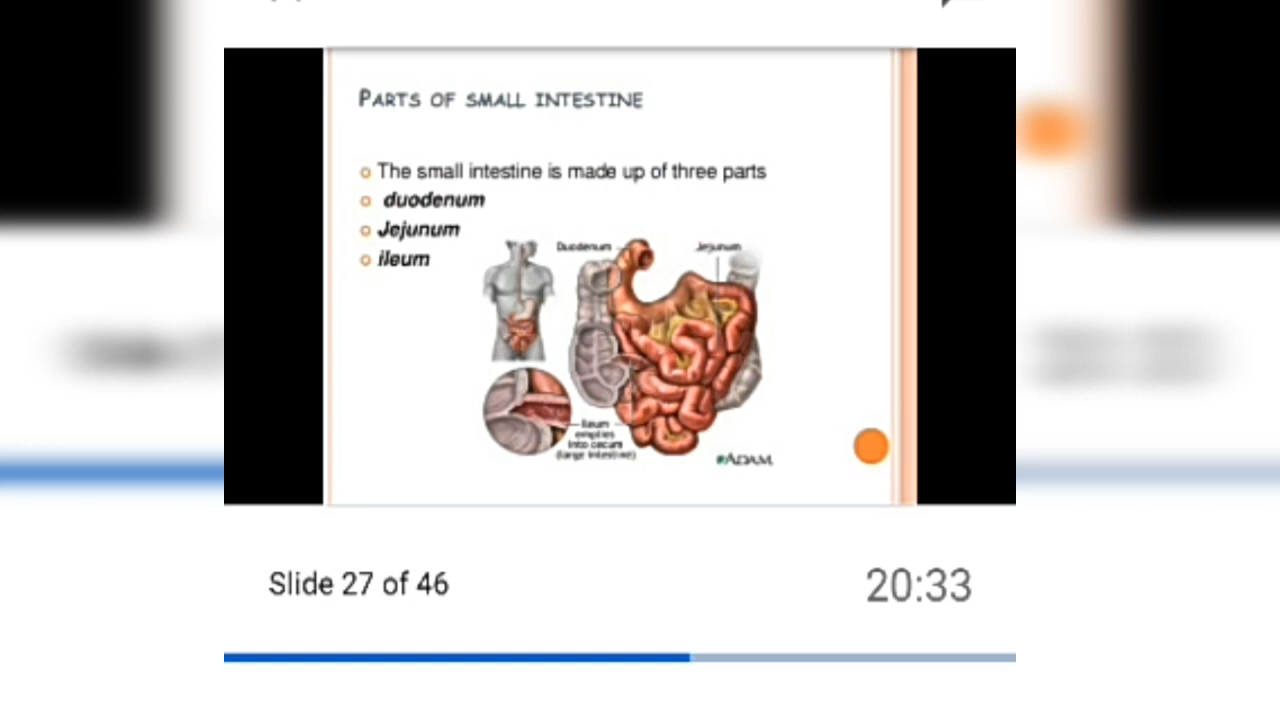 PARTS OF SMALL INTESTINE
The small intestine is made up of three parts
duodenum
Jejunum
ileum
Duodenum
Jejunum
Ileum
empties
into cecum
(large intestine)
ADAM.
Slide 27 of 46
20:33